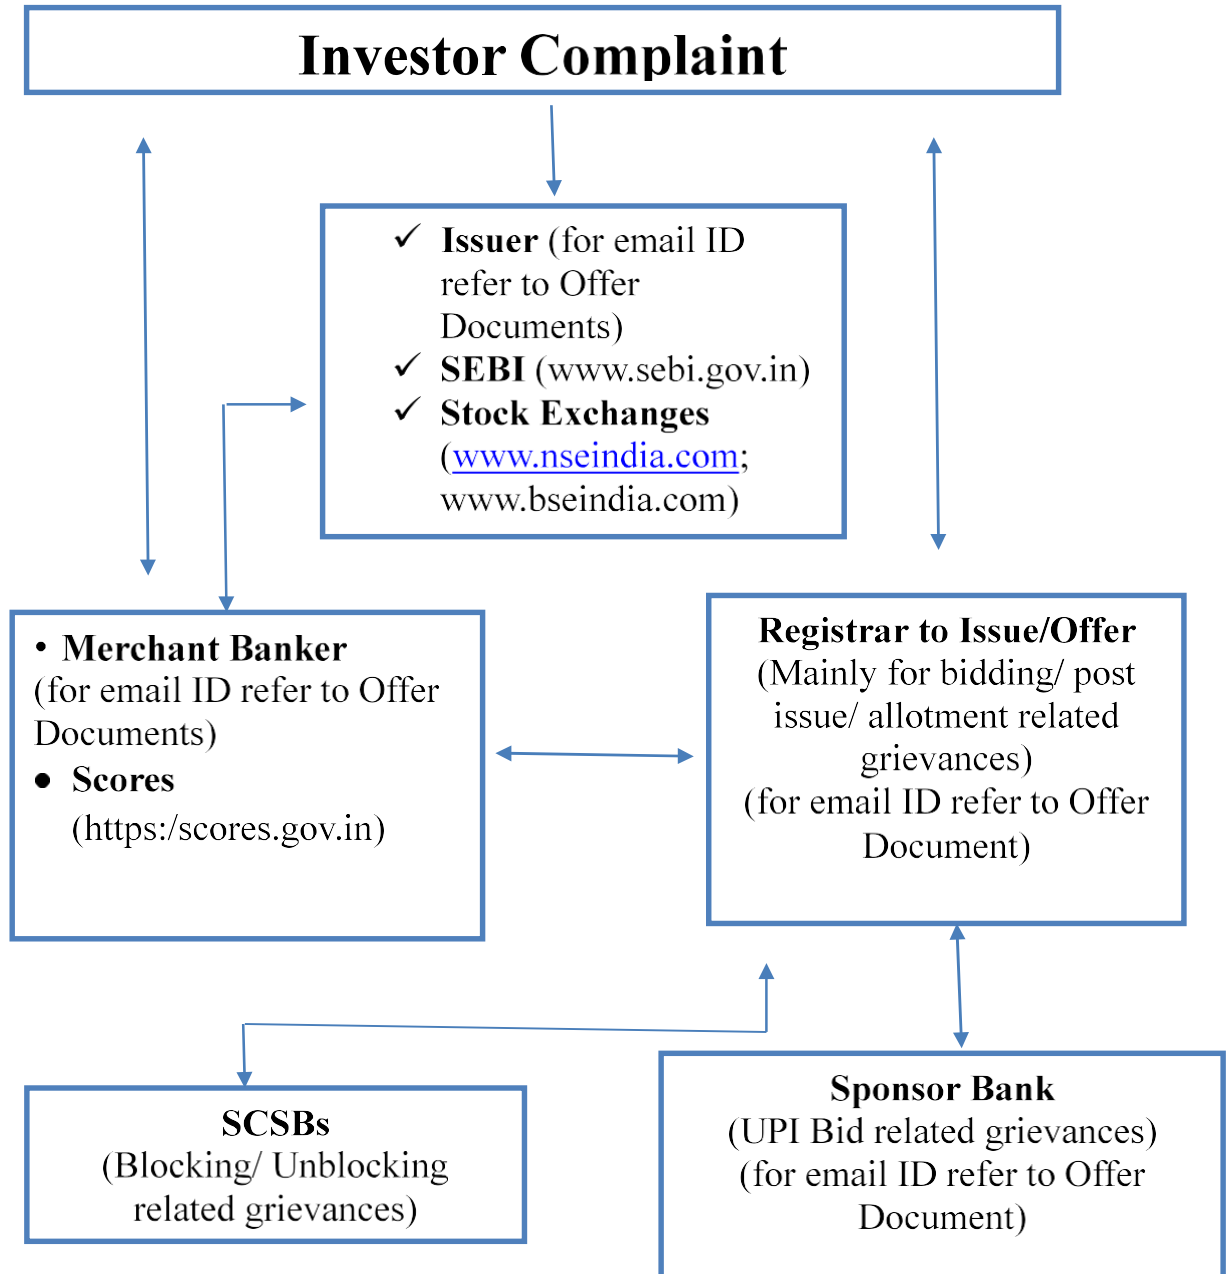 Investor Complaint
✓ Issuer (for email ID
refer to Offer
Documents)
✓ SEBI (www.sebi.gov.in)
✓ Stock Exchanges
(www.nseindia.com;
www.bseindia.com)
• Merchant Banker
(for email ID refer to Offer
Documents)
● Scores
(https:/scores.gov.in)
Registrar to Issue/Offer
(Mainly for bidding/ post
issue/ allotment related
grievances)
(for email ID refer to Offer
Document)
SCSBs
(Blocking/ Unblocking
related grievances)
Sponsor Bank
(UPI Bid related grievances)
(for email ID refer to Offer
Document)